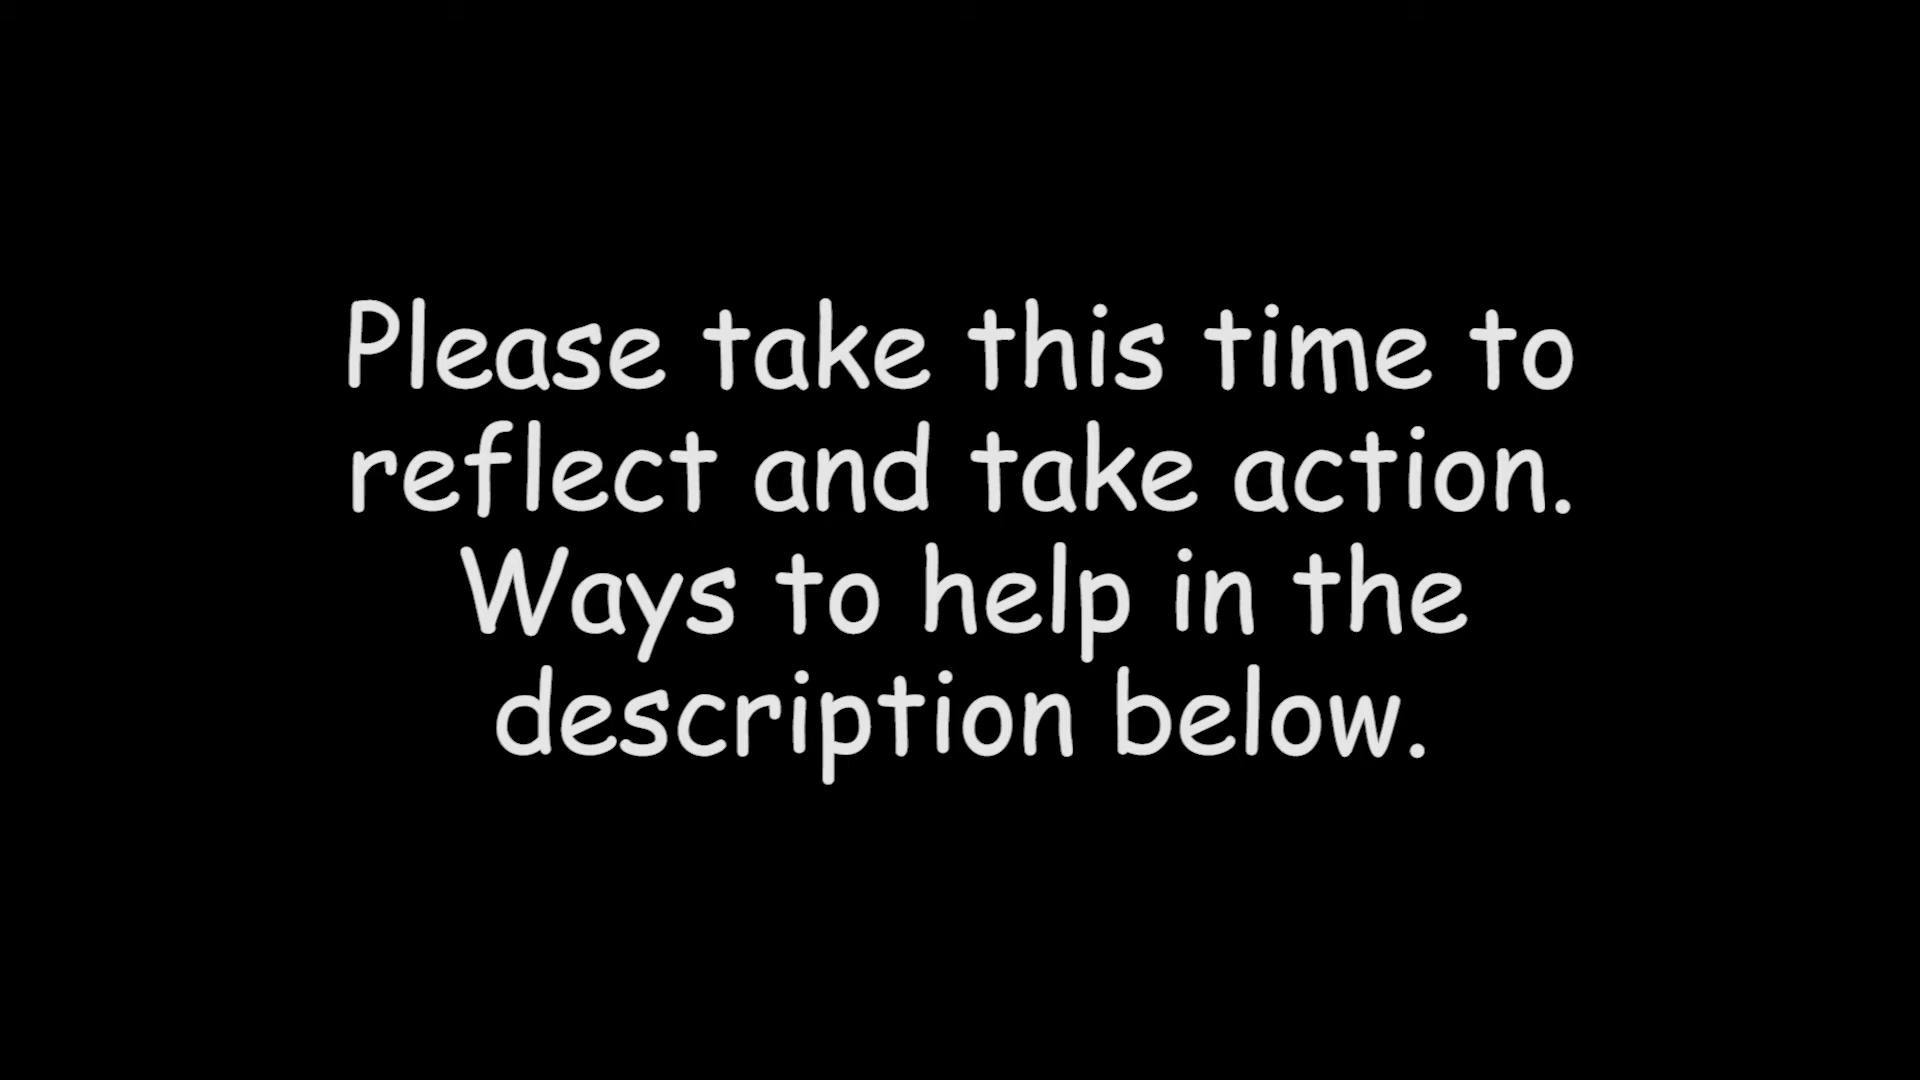 Please take this time to
reflect and take action.
Ways to help in the
description below.